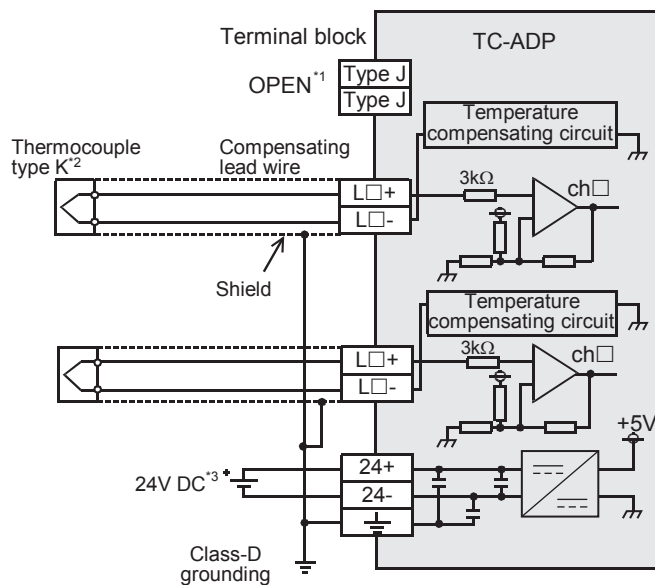 Terminal block
TC-ADP
OPEN*1
Type J
Type J
Temperature
compensating circuit
Thermocouple
type K*2
Compensating
lead wire
L□+
L□-
3kΩ
ch□
Shield
Temperature
compensating circuit
L□+
L□-
3kΩ
ch□
+5V
24V DC*3
+
24+
24-
Class-D
grounding